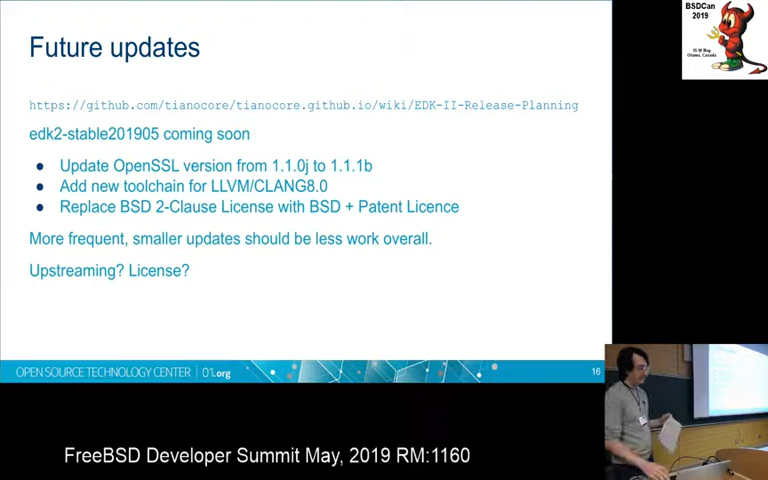 Future updates
https://github.com/tianocore/tianocore.github.io/wiki/EDK-II-Release-Planning
edk2-stable201905 coming soon
● Update OpenSSL version from 1.1.0j to 1.1.1b
● Add new toolchain for LLVM/CLANG8.0
● Replace BSD 2-Clause License with BSD + Patent Licence
More frequent, smaller updates should be less work overall.
Upstreaming? License?
OPEN SOURCE TECHNOLOGY CENTER | 01.org
16
BSDCan
2019
Ottawa, Canada
FreeBSD Developer Summit May, 2019 RM:1160